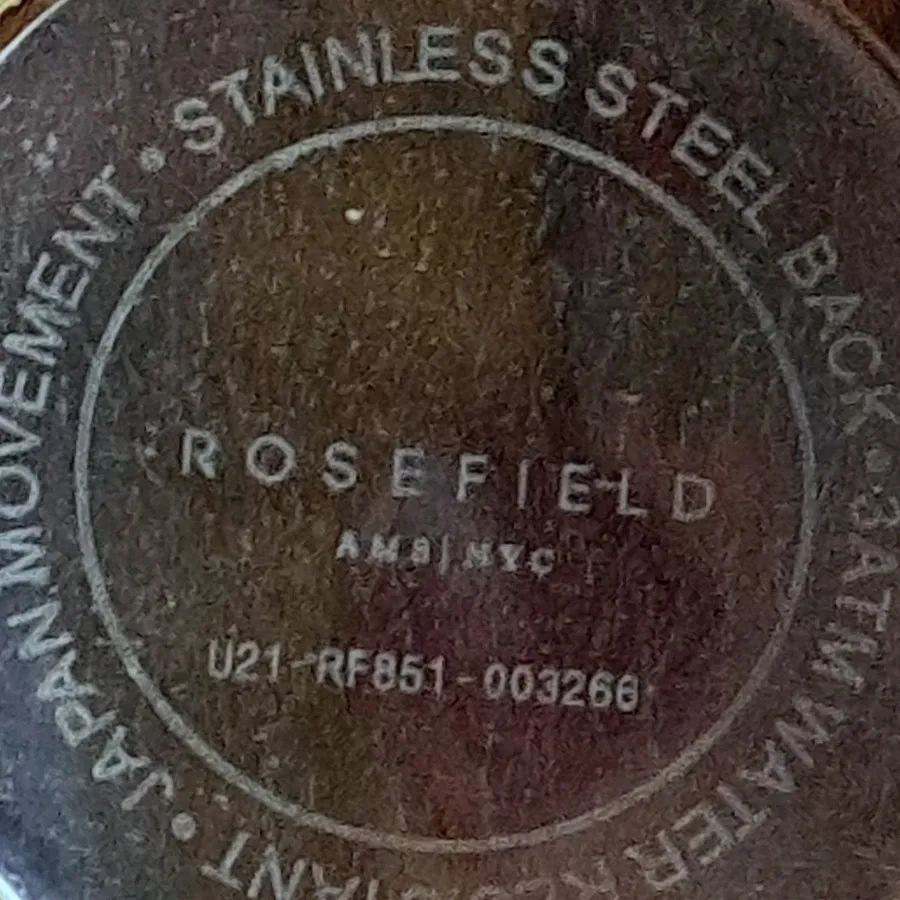 STAINLESS STEEL BACK • 3ATM WATER RESISTANT • JAPAN MOVEMENT •
ROSEFIELD
AMS|NYC
U21-RF851-003266